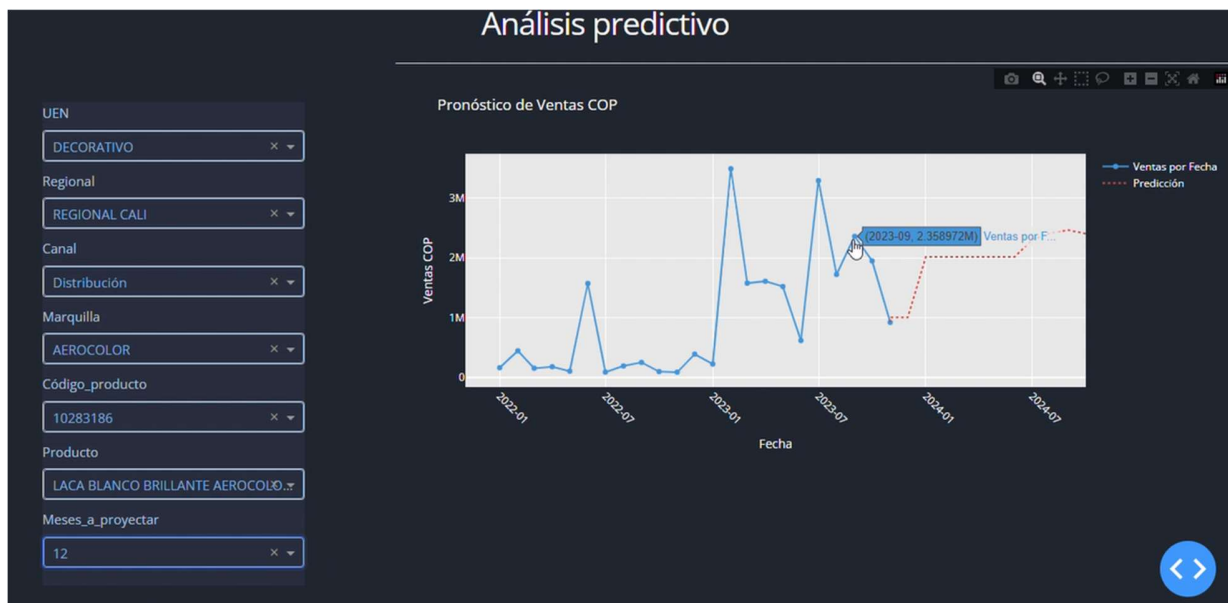 Análisis predictivo
UEN
DECORATIVO
Regional
REGIONAL CALI
Canal
Distribución
Marquilla
AEROCOLOR
Código_producto
10283186
Producto
LACA BLANCO BRILLANTE AEROCOLO...
Meses_a_proyectar
12
Pronóstico de Ventas COP
Ventas por Fecha
Predicción
3M
2M
1M
0
Ventas COP
(2023-09, 2.358972M) Ventas por F...
2022-01
2022-07
2023-01
2023-07
2024-01
2024-07
Fecha